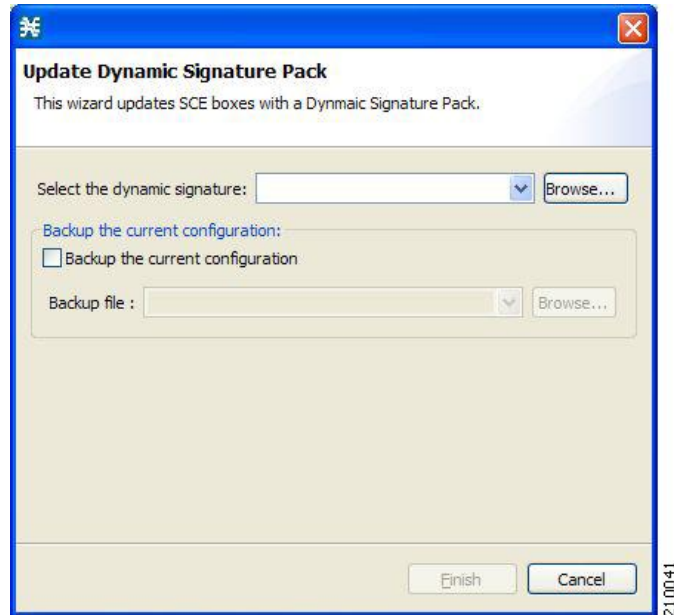 Update Dynamic Signature Pack
This wizard updates SCE boxes with a Dynmaic Signature Pack.
Select the dynamic signature: Browse...
Backup the current configuration:
Backup the current configuration
Backup file : Browse...
Finish Cancel
210041